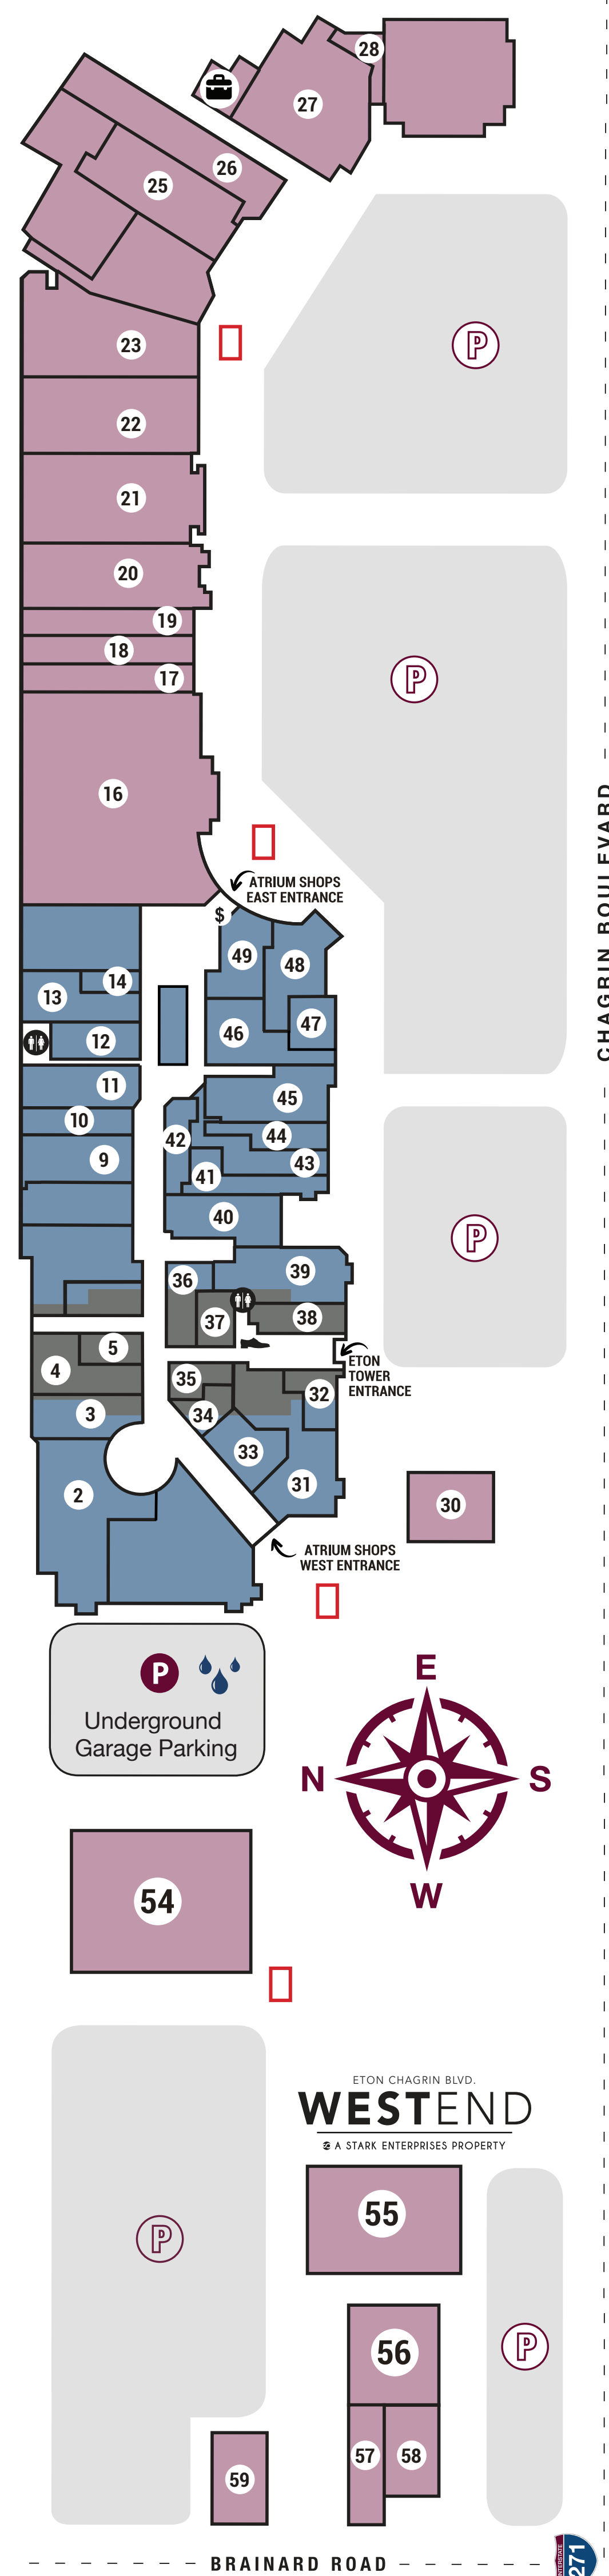 28
27
26
25
23
P
22
21
20
19
18
17
P
16
ATRIUM SHOPS
EAST ENTRANCE
CHAGRIN BOULEVARD
$
49
48
14
13
47
46
12
11
45
10
44
42
9
43
41
40
P
39
36
38
37
5
4
ETON
TOWER
ENTRANCE
35
32
34
3
33
31
2
30
ATRIUM SHOPS
WEST ENTRANCE
P
Underground
Garage Parking
E
N
S
W
54
ETON CHAGRIN BLVD.
WESTEND
A STARK ENTERPRISES PROPERTY
55
P
P
56
57
58
59
INTERSTATE
271
BRAINARD ROAD